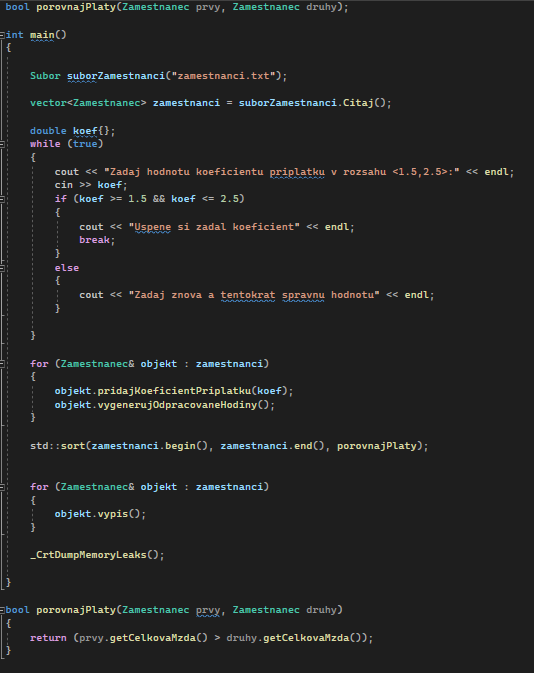 bool porovnajPlaty(Zamestnanec prvy, Zamestnanec druhy);
int main()
{
Subor suborZamestnanci("zamestnanci.txt");
vector<Zamestnanec> zamestnanci = suborZamestnanci.Citaj();
double koef{};
while (true)
{
cout << "Zadaj hodnotu koeficientu priplatku v rozsahu <1.5,2.5>:" << endl;
cin >> koef;
if (koef >= 1.5 && koef <= 2.5)
{
cout << "Uspene si zadal koeficient" << endl;
break;
}
else
{
cout << "Zadaj znova a tentokrat spravnu hodnotu" << endl;
}
}
for (Zamestnanec& objekt : zamestnanci)
{
objekt.pridajKoeficientPriplatku(koef);
objekt.vygenerujOdpracovaneHodiny();
}
std::sort(zamestnanci.begin(), zamestnanci.end(), porovnajPlaty);
for (Zamestnanec& objekt : zamestnanci)
{
objekt.vypis();
}
_CrtDumpMemoryLeaks();
}
bool porovnajPlaty(Zamestnanec prvy, Zamestnanec druhy)
{
return (prvy.getCelkovaMzda() > druhy.getCelkovaMzda());
}